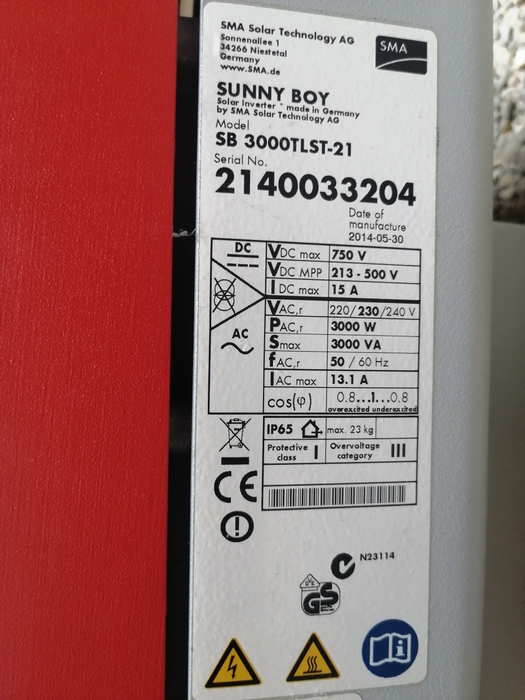 SMA Solar Technology AG
Sonnenallee 1
34266 Niestetal
Germany
www.SMA.de
SMA
SUNNY BOY
Solar Inverter * made in Germany
by SMA Solar Technology AG
Model
SB 3000TLST-21
Serial No.
2140033204
Date of
manufacture
2014-05-30
DC
VDC max 750 V
VDC MPP 213 - 500 V
IDC max 15 A
AC
VAC,r 220/230/240 V
PAC,r 3000 W
Smax 3000 VA
fAC,r 50 / 60 Hz
IAC max 13.1 A
cos(φ) 0.8...1...0.8
overexcited underexcited
IP65 max. 23 kg
Protective class I Overvoltage category III
CE
N23114
GS